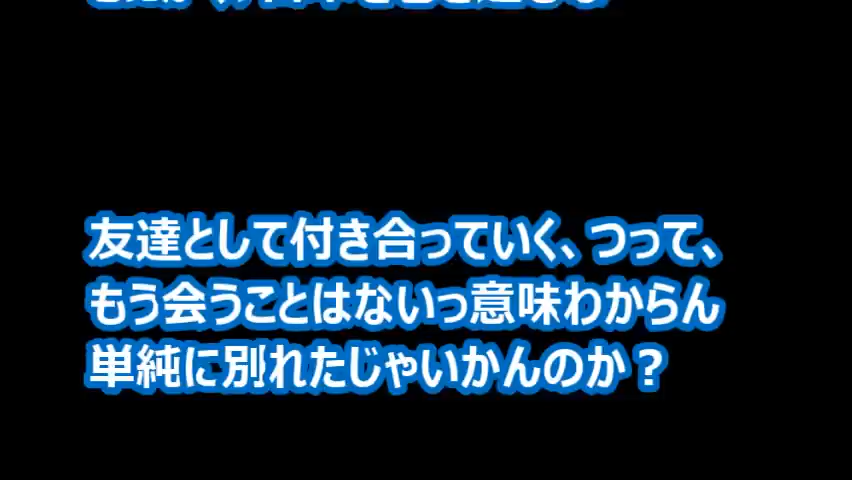 友達として付き合っていく、つって、
もう会うことはないっ意味わからん
単純に別れたじゃいかんのか？